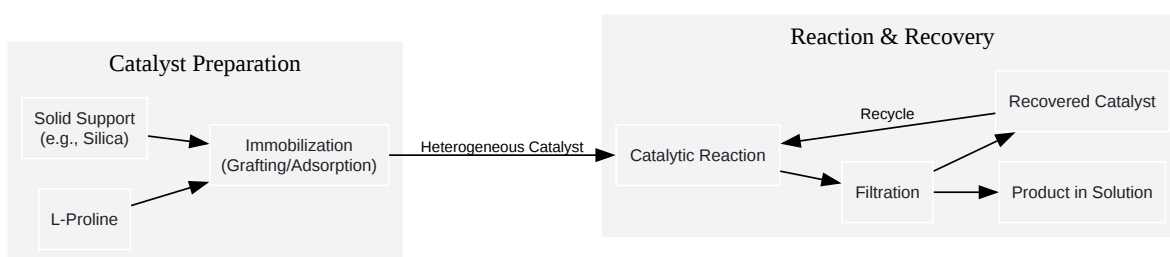 Catalyst Preparation
Solid Support
(e.g., Silica)
L-Proline
Immobilization
(Grafting/Adsorption)
Heterogeneous Catalyst
Reaction & Recovery
Catalytic Reaction
Recycle
Filtration
Recovered Catalyst
Product in Solution